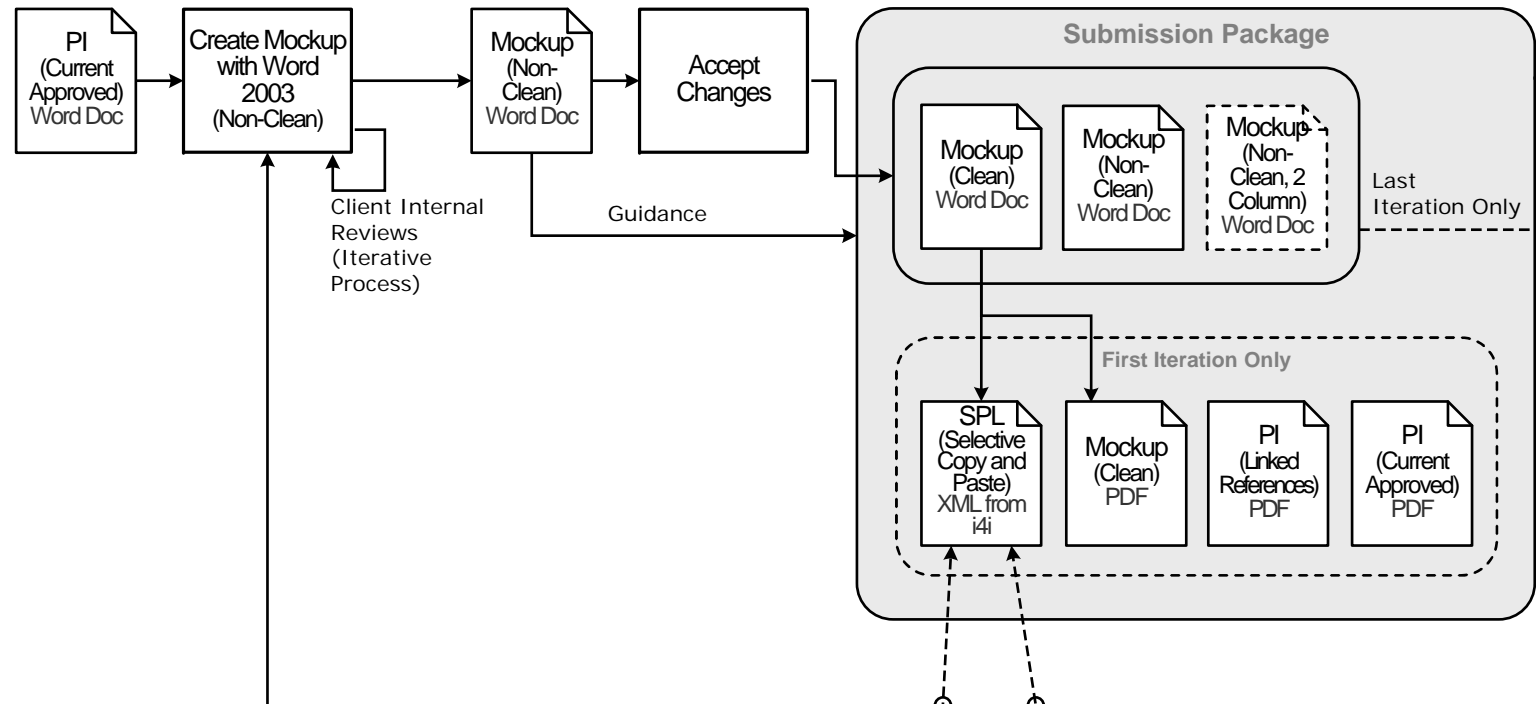 PI
(Current
Approved)
Word Doc
Create Mockup
with Word
2003
(Non-Clean)
Mockup
(Non-
Clean)
Word Doc
Accept
Changes
Client Internal
Reviews
(Iterative
Process)
Guidance
Submission Package
Mockup
(Clean)
Word Doc
Mockup
(Non-
Clean)
Word Doc
Mockup
(Non-
Clean, 2
Column)
Word Doc
Last
Iteration Only
First Iteration Only
SPL
(Selective
Copy and
Paste)
XML from
i4i
Mockup
(Clean)
PDF
PI
(Linked
References)
PDF
PI
(Current
Approved)
PDF